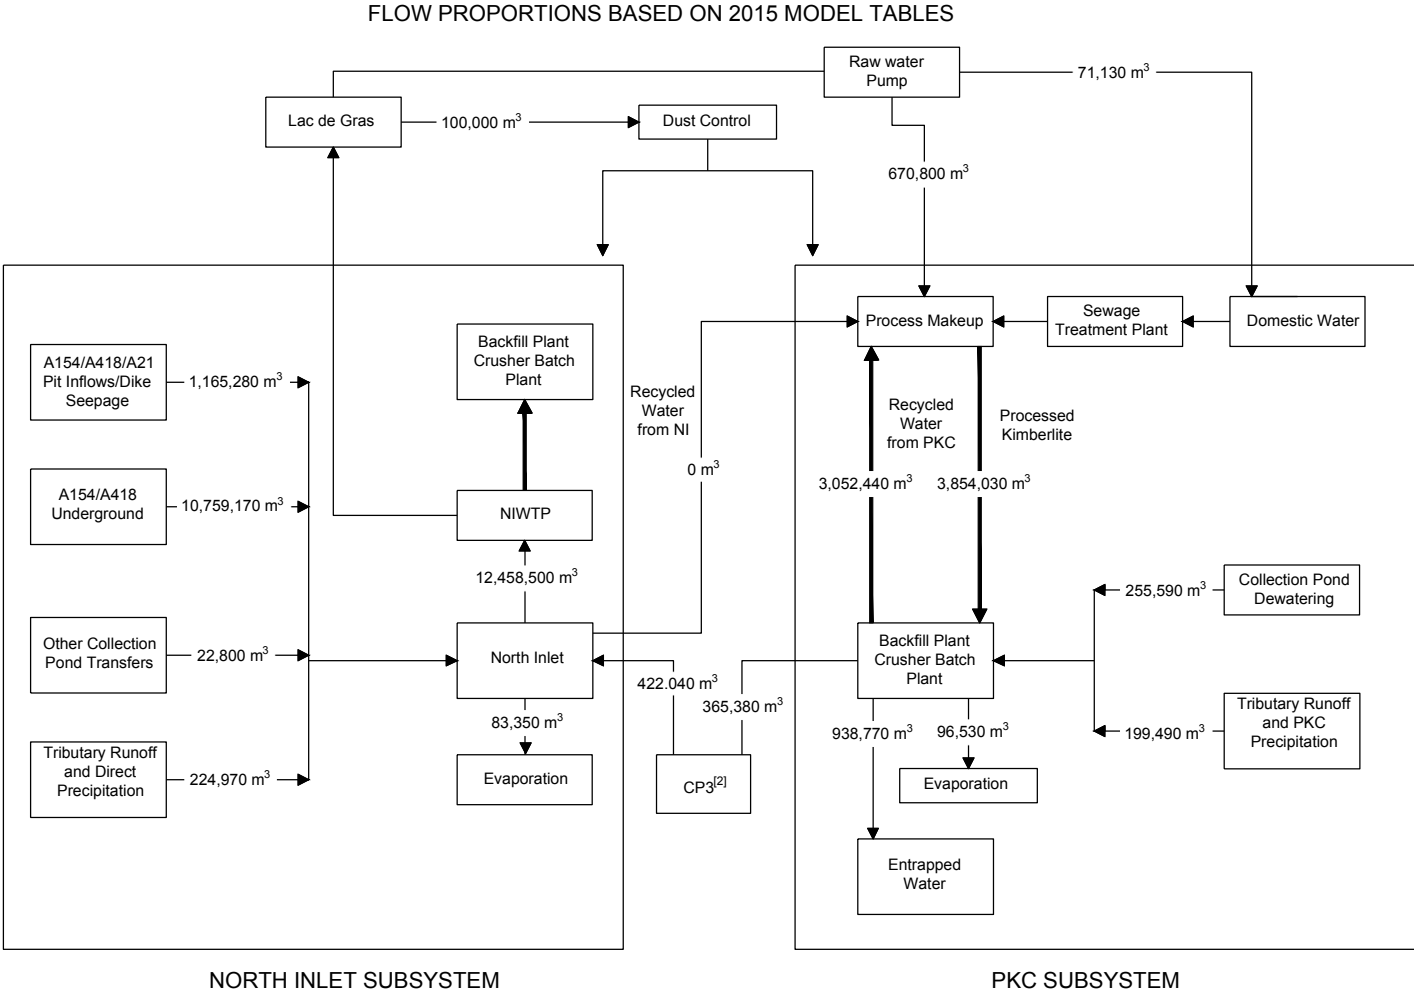 FLOW PROPORTIONS BASED ON 2015 MODEL TABLES
Raw water
Pump
71,130 m³
Lac de Gras
100,000 m³
Dust Control
670,800 m³
Process Makeup
Sewage
Treatment Plant
Domestic Water
A154/A418/A21
Pit Inflows/Dike
Seepage
1,165,280 m³
Backfill Plant
Crusher Batch
Plant
Recycled
Water
from NI
0 m³
Recycled
Water
from PKC
Processed
Kimberlite
3,052,440 m³
3,854,030 m³
A154/A418
Underground
10,759,170 m³
NIWTP
12,458,500 m³
Other Collection
Pond Transfers
22,800 m³
North Inlet
422.040 m³
365,380 m³
Backfill Plant
Crusher Batch
Plant
255,590 m³
Collection Pond
Dewatering
Tributary Runoff
and Direct
Precipitation
224,970 m³
83,350 m³
Evaporation
CP3[2]
938,770 m³
96,530 m³
Evaporation
199,490 m³
Tributary Runoff
and PKC
Precipitation
Entrapped
Water
NORTH INLET SUBSYSTEM
PKC SUBSYSTEM